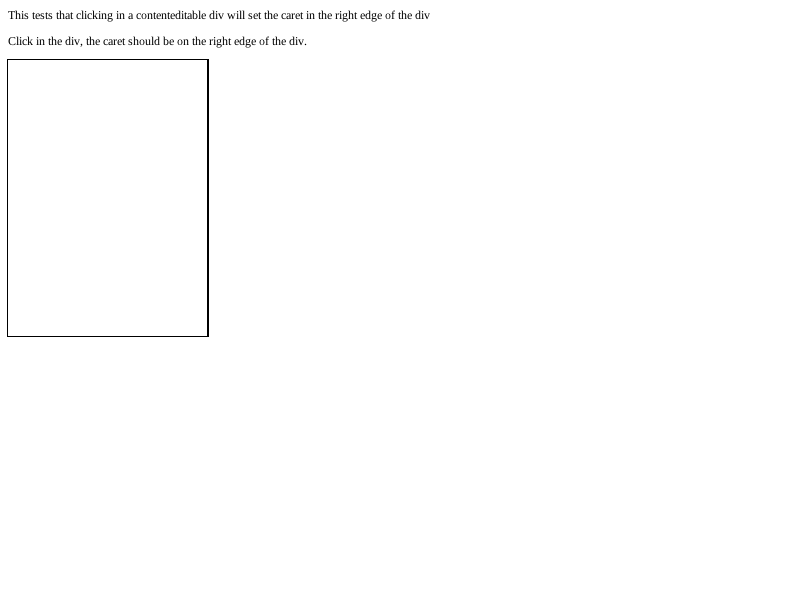 This tests that clicking in a contenteditable div will set the caret in the right edge of the div
Click in the div, the caret should be on the right edge of the div.